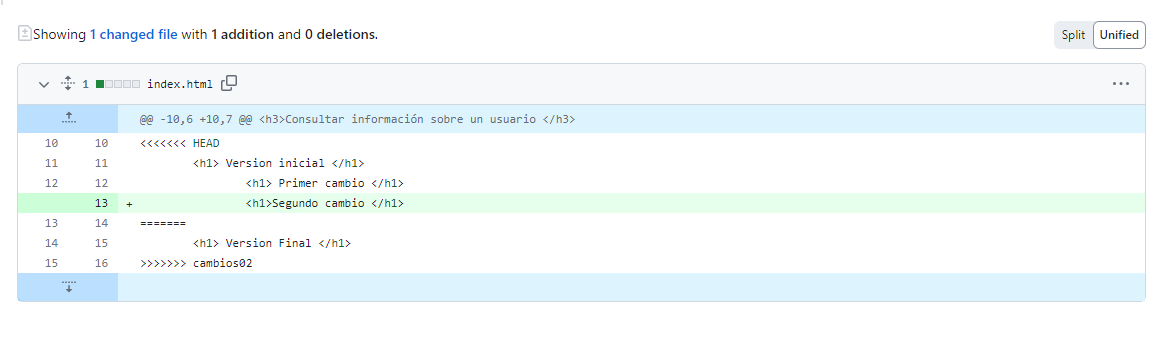 Showing 1 changed file with 1 addition and 0 deletions.
Split Unified
1 index.html
@@ -10,6 +10,7 @@ <h3>Consultar información sobre un usuario </h3>
10 10 <<<<<<< HEAD
11 11 <h1> Version inicial </h1>
12 12 <h1> Primer cambio </h1>
13 + <h1>Segundo cambio </h1>
13 14 =======
14 15 <h1> Version Final </h1>
15 16 >>>>>>> cambios02